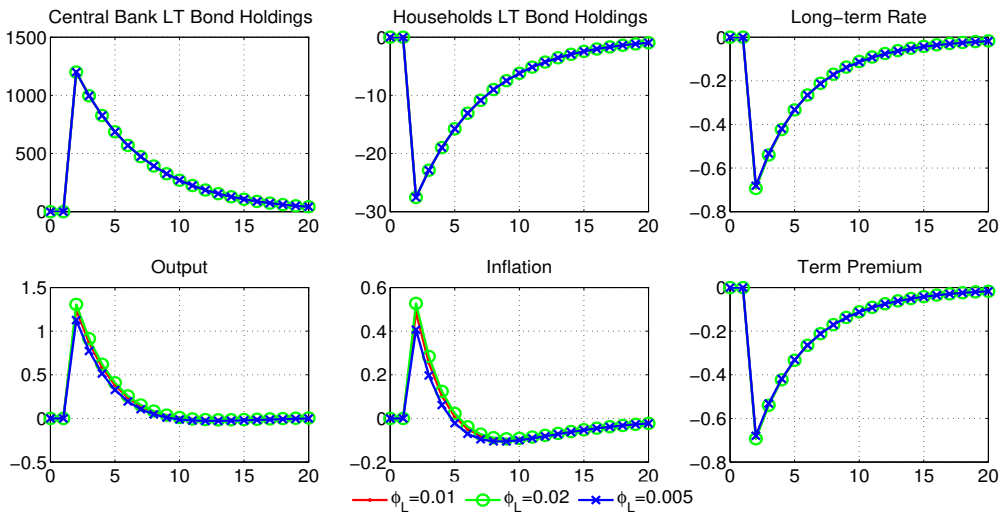 Central Bank LT Bond Holdings
1500
1000
500
0
0 5 10 15 20
Households LT Bond Holdings
0
−10
−20
−30
0 5 10 15 20
Long−term Rate
0
−0.2
−0.4
−0.6
−0.8
0 5 10 15 20
Output
1.5
1
0.5
0
−0.5
0 5 10 15 20
Inflation
0.6
0.4
0.2
0
−0.2
0 5 10 15 20
Term Premium
0
−0.2
−0.4
−0.6
−0.8
0 5 10 15 20
ϕ_L=0.01 ϕ_L=0.02 ϕ_L=0.005